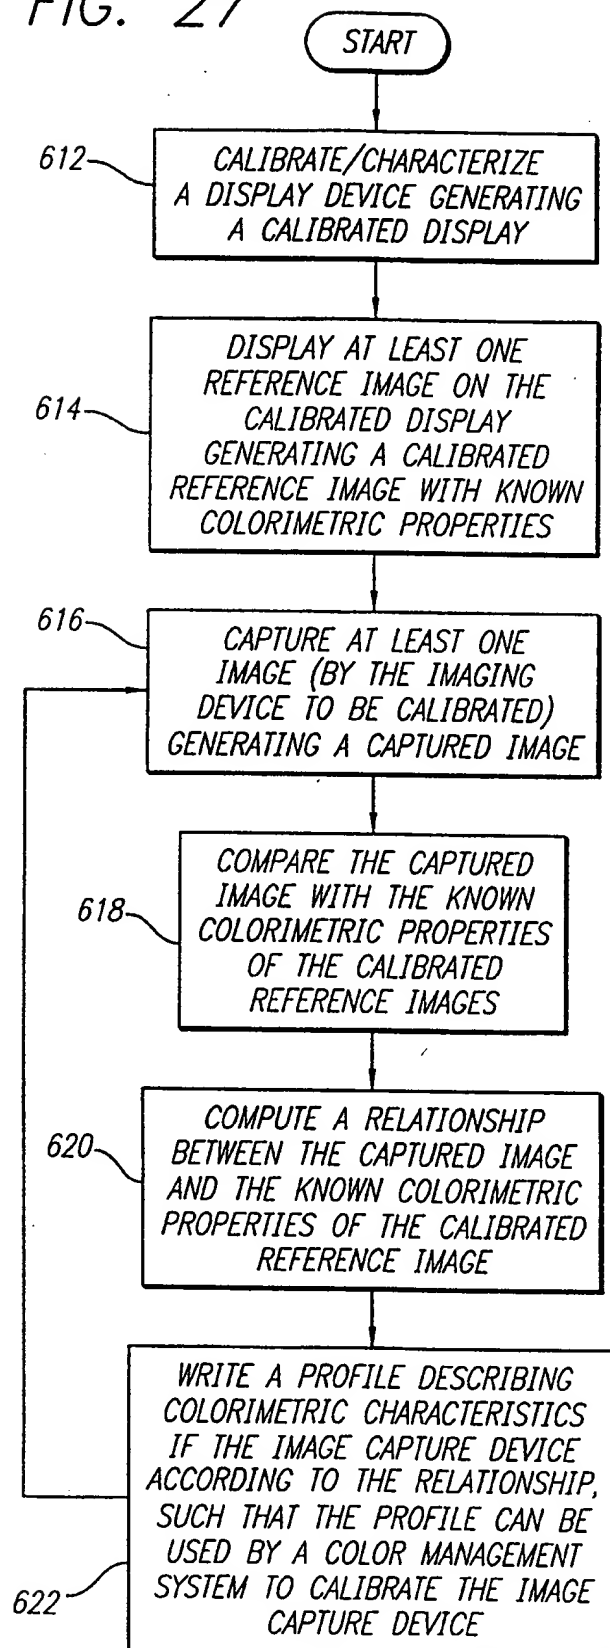 FIG. 27
START
612
CALIBRATE/CHARACTERIZE
A DISPLAY DEVICE GENERATING
A CALIBRATED DISPLAY
614
DISPLAY AT LEAST ONE
REFERENCE IMAGE ON THE
CALIBRATED DISPLAY
GENERATING A CALIBRATED
REFERENCE IMAGE WITH KNOWN
COLORIMETRIC PROPERTIES
616
CAPTURE AT LEAST ONE
IMAGE (BY THE IMAGING
DEVICE TO BE CALIBRATED)
GENERATING A CAPTURED IMAGE
618
COMPARE THE CAPTURED
IMAGE WITH THE KNOWN
COLORIMETRIC PROPERTIES
OF THE CALIBRATED
REFERENCE IMAGES
620
COMPUTE A RELATIONSHIP
BETWEEN THE CAPTURED IMAGE
AND THE KNOWN COLORIMETRIC
PROPERTIES OF THE CALIBRATED
REFERENCE IMAGE
622
WRITE A PROFILE DESCRIBING
COLORIMETRIC CHARACTERISTICS
IF THE IMAGE CAPTURE DEVICE
ACCORDING TO THE RELATIONSHIP,
SUCH THAT THE PROFILE CAN BE
USED BY A COLOR MANAGEMENT
SYSTEM TO CALIBRATE THE IMAGE
CAPTURE DEVICE